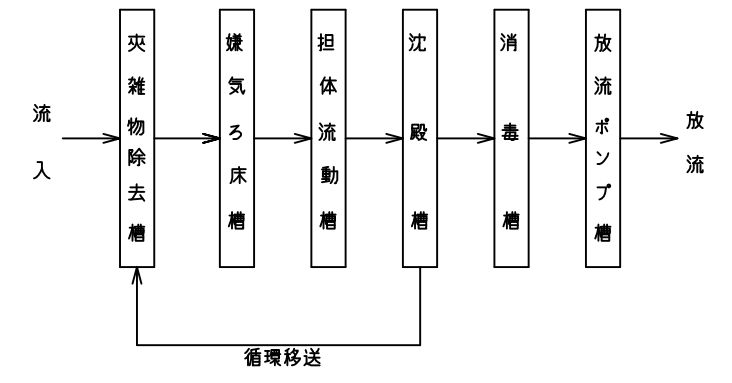 流入
夾雑物除去槽
嫌気ろ床槽
担体流動槽
沈殿槽
消毒槽
放流ポンプ槽
放流
循環移送